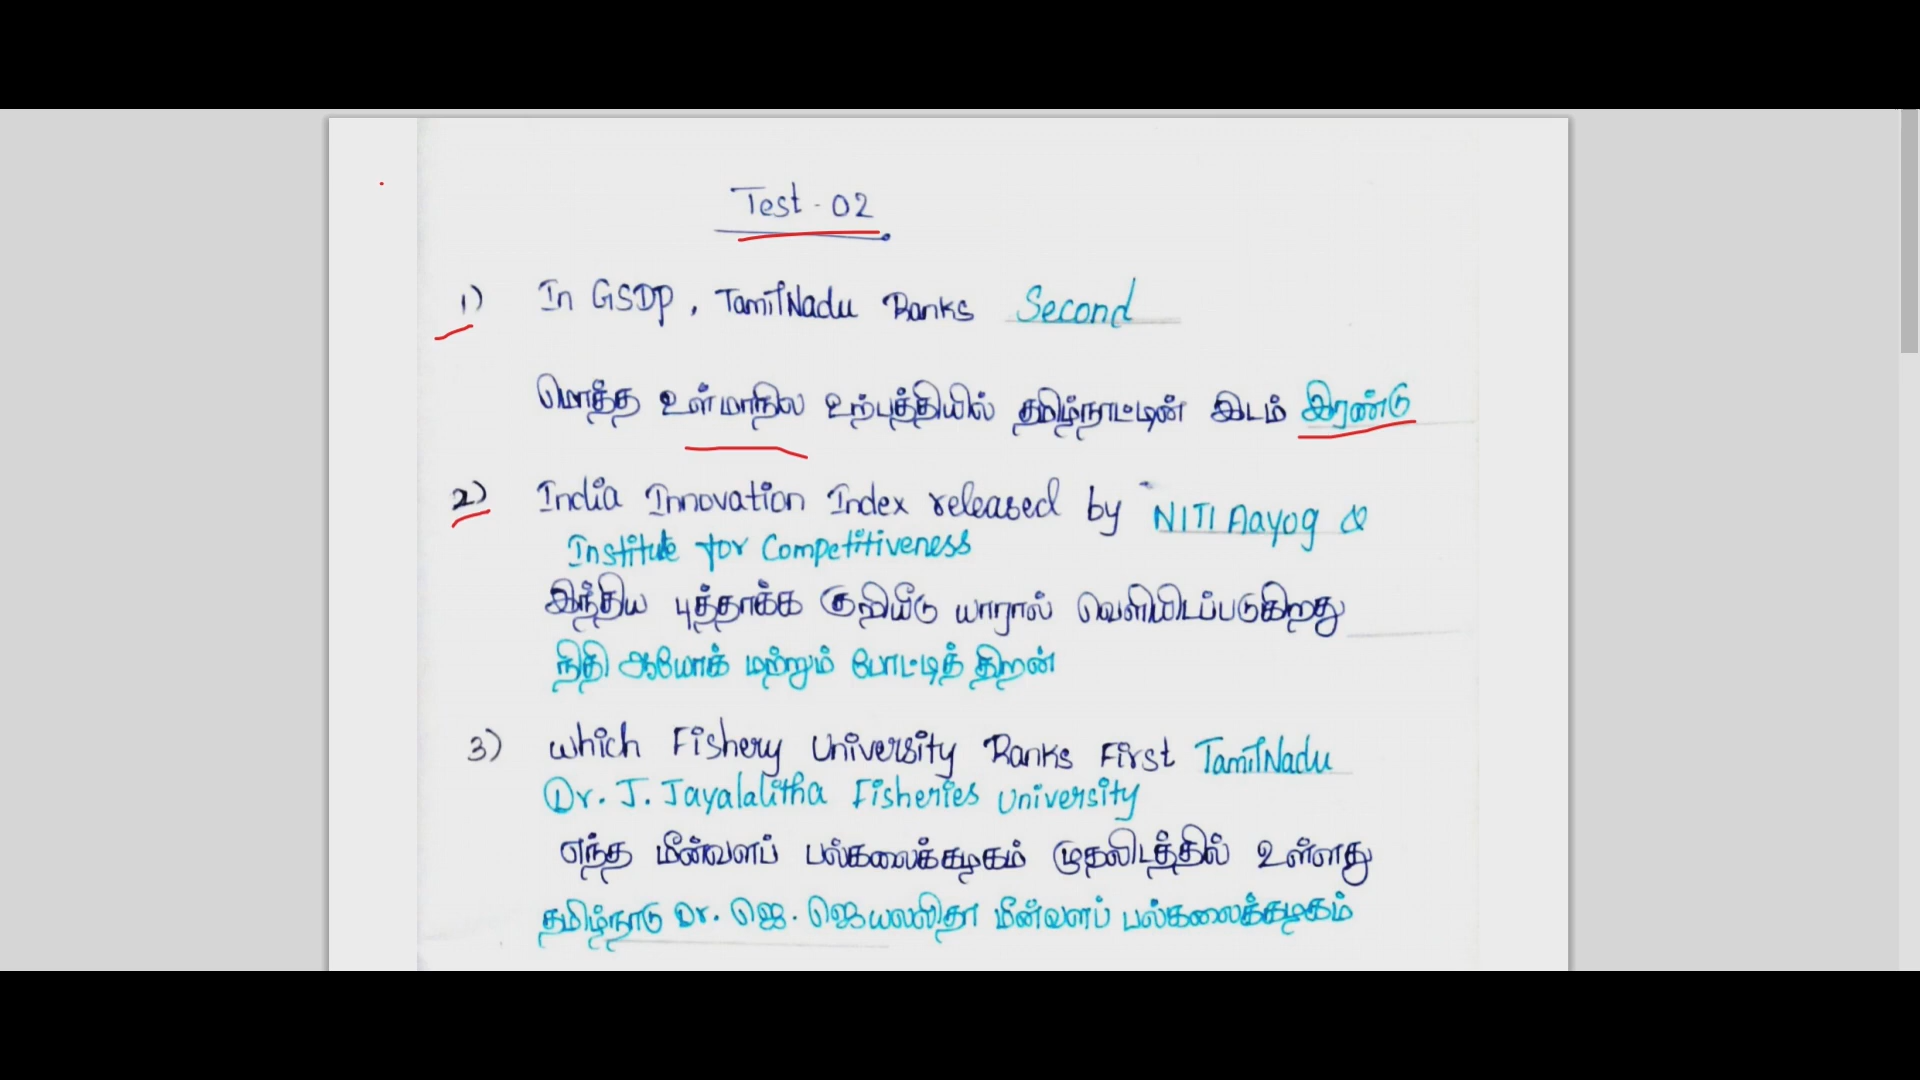 Test - 02
1) In GSDP, TamilNadu Ranks Second
மொத்த உள்மாநில உற்பத்தியில் தமிழ்நாட்டின் இடம் இரண்டு
2) India Innovation Index released by NITI Aayog &
Institute for Competitiveness
இந்திய புத்தாக்க குறியீடு யாரால் வெளியிடப்படுகிறது
நிதி ஆயோக் மற்றும் போட்டித் திறன்
3) which Fishery University Ranks First TamilNadu
Dr. J. Jayalalitha Fisheries University
எந்த மீன்வளப் பல்கலைக்கழகம் முதலிடத்தில் உள்ளது
தமிழ்நாடு Dr. ஜெ. ஜெயலலிதா மீன்வளப் பல்கலைக்கழகம்